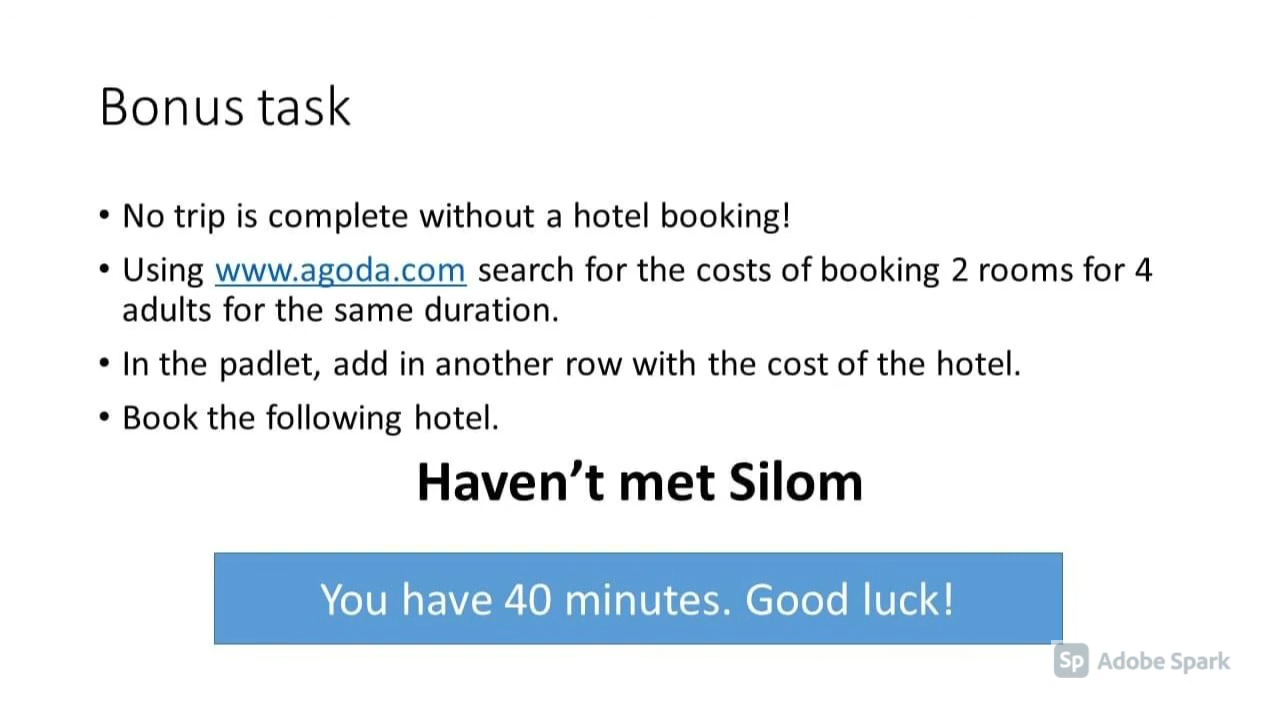 Bonus task
• No trip is complete without a hotel booking!
• Using www.agoda.com search for the costs of booking 2 rooms for 4
adults for the same duration.
• In the padlet, add in another row with the cost of the hotel.
• Book the following hotel.
Haven’t met Silom
You have 40 minutes. Good luck!
Sp Adobe Spark